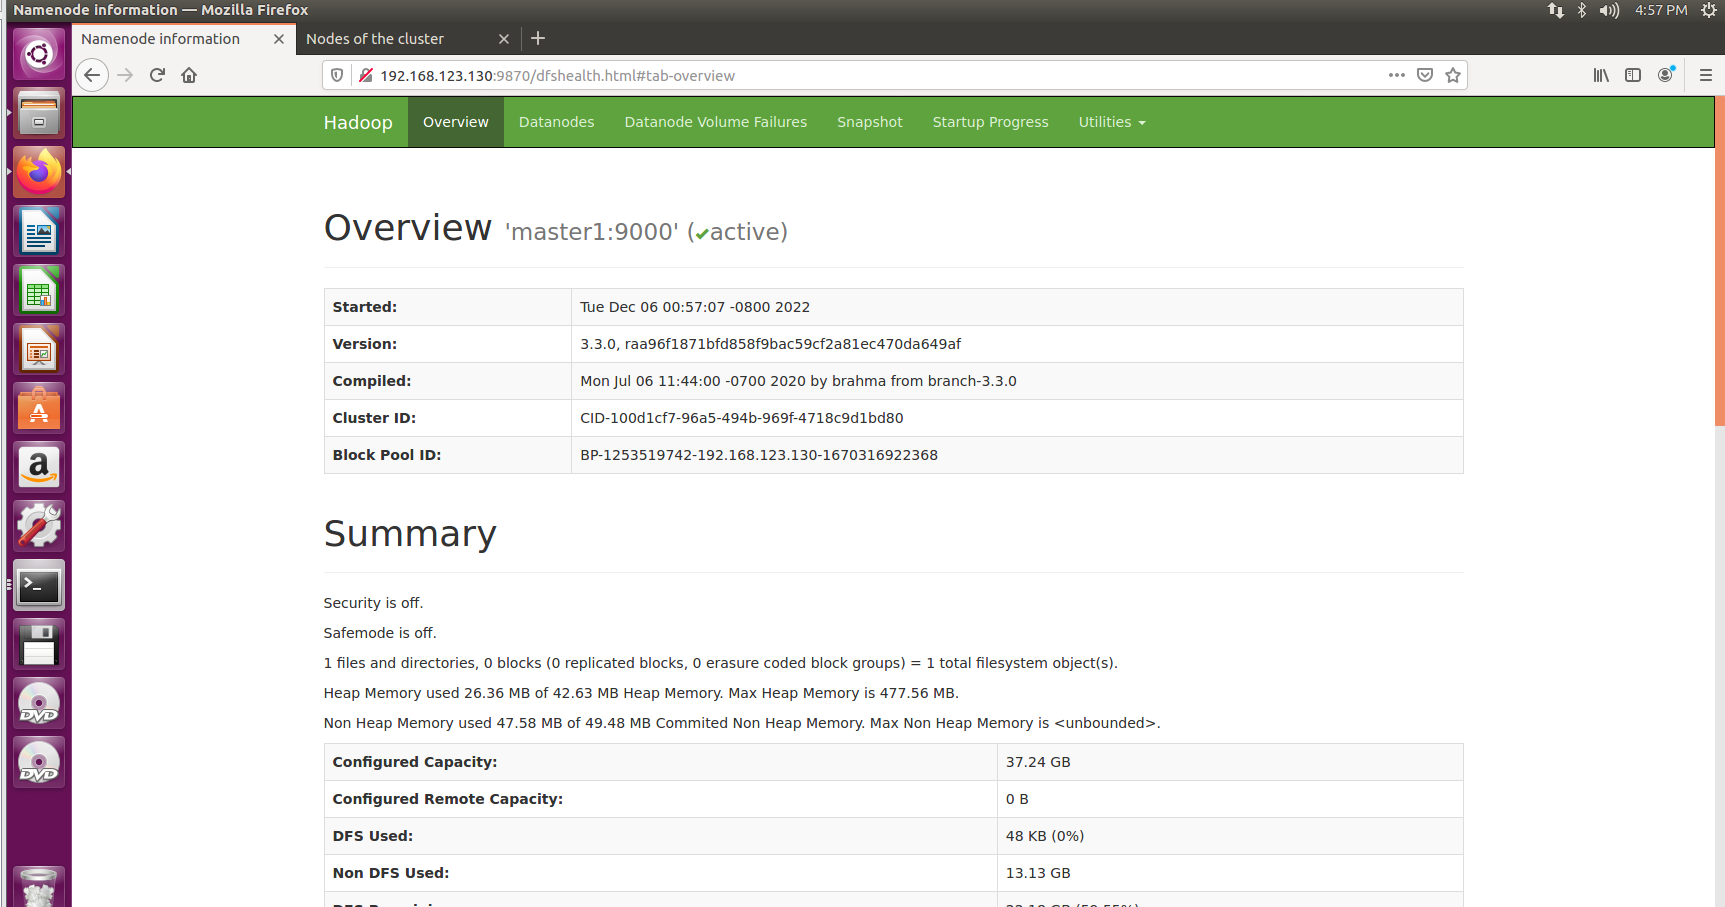 Namenode information — Mozilla Firefox
4:57 PM
Namenode information
Nodes of the cluster
192.168.123.130:9870/dfshealth.html#tab-overview
Hadoop Overview Datanodes Datanode Volume Failures Snapshot Startup Progress Utilities
Overview 'master1:9000' (✔active)
Started: Tue Dec 06 00:57:07 -0800 2022
Version: 3.3.0, raa96f1871bfd858f9bac59cf2a81ec470da649af
Compiled: Mon Jul 06 11:44:00 -0700 2020 by brahma from branch-3.3.0
Cluster ID: CID-100d1cf7-96a5-494b-969f-4718c9d1bd80
Block Pool ID: BP-1253519742-192.168.123.130-1670316922368
Summary
Security is off.
Safemode is off.
1 files and directories, 0 blocks (0 replicated blocks, 0 erasure coded block groups) = 1 total filesystem object(s).
Heap Memory used 26.36 MB of 42.63 MB Heap Memory. Max Heap Memory is 477.56 MB.
Non Heap Memory used 47.58 MB of 49.48 MB Commited Non Heap Memory. Max Non Heap Memory is <unbounded>.
Configured Capacity: 37.24 GB
Configured Remote Capacity: 0 B
DFS Used: 48 KB (0%)
Non DFS Used: 13.13 GB
DVD
DVD